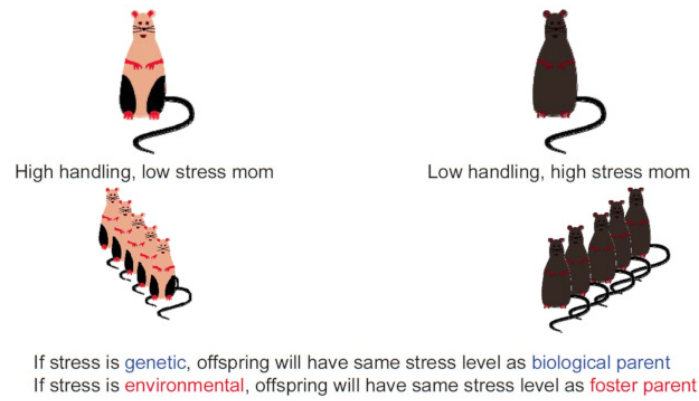 High handling, low stress mom
Low handling, high stress mom
If stress is genetic, offspring will have same stress level as biological parent
If stress is environmental, offspring will have same stress level as foster parent